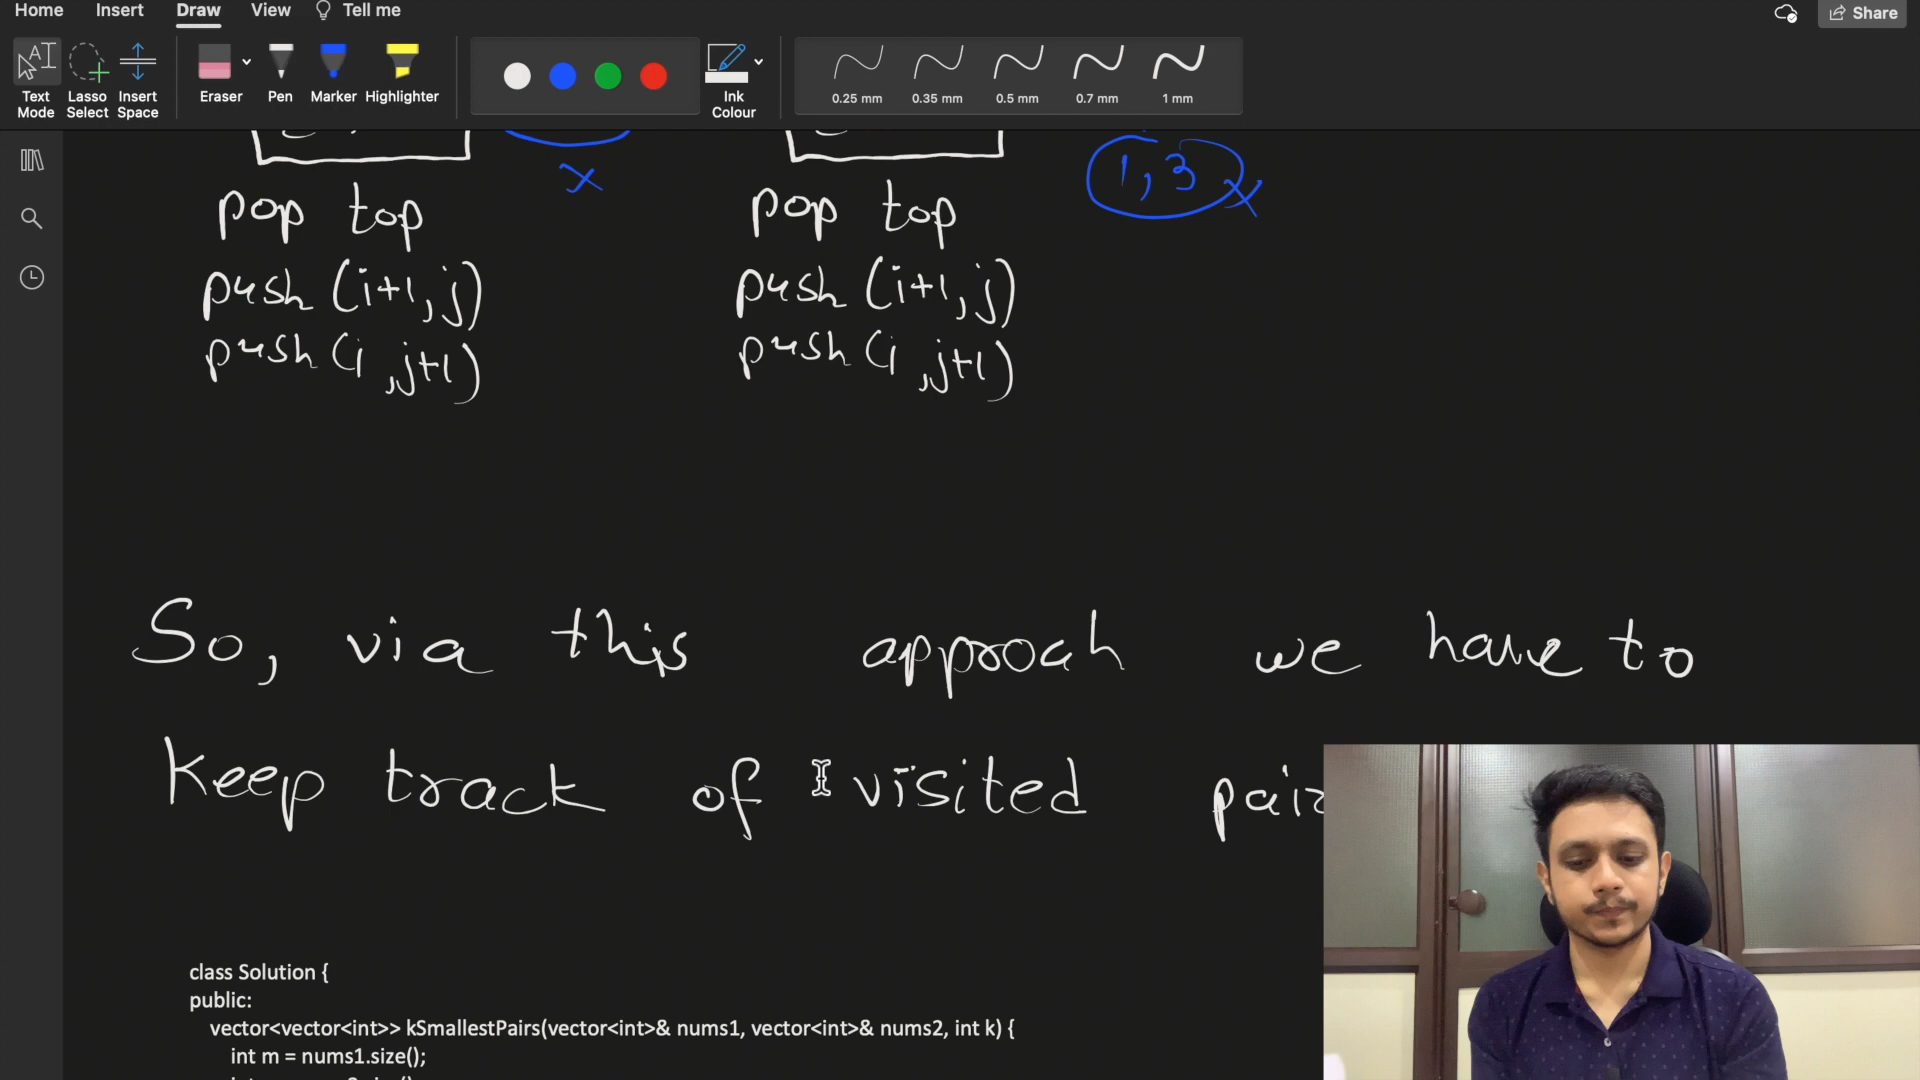 Home Insert Draw View Tell me Share
Text Mode
Lasso Select
Insert Space
Eraser
Pen
Marker
Highlighter
Ink Colour
0.25 mm 0.35 mm 0.5 mm 0.7 mm 1 mm
x
1, 3 x
pop top pop top
push (i+1, j) push (i+1, j)
push (i , j+1) push (i , j+1)
So, via this approah we have to
Keep track of visited
class Solution {
public:
vector<vector<int>> kSmallestPairs(vector<int>& nums1, vector<int>& nums2, int k) {
int m = nums1.size();